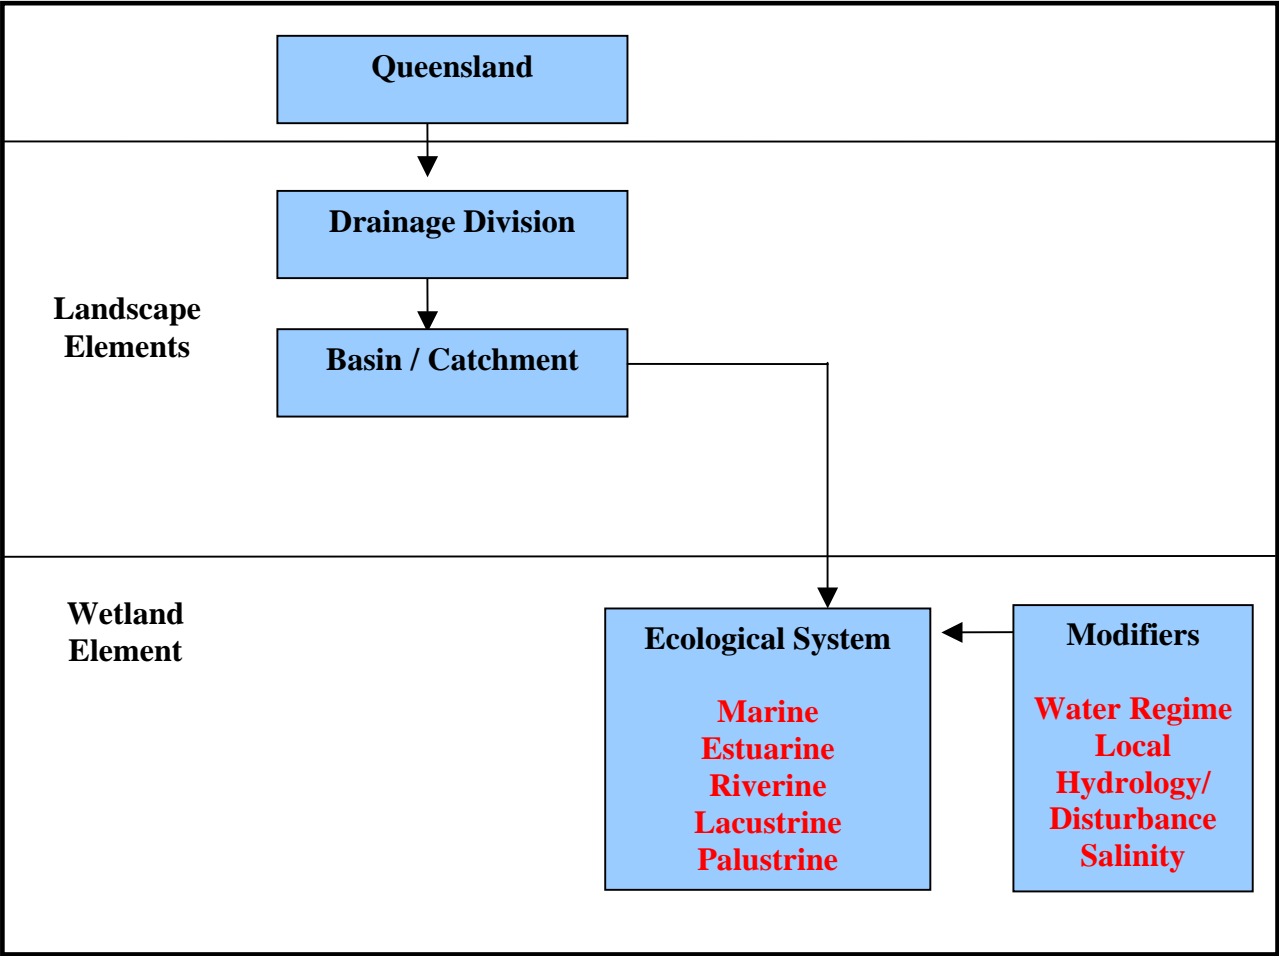 Queensland
Drainage Division
Landscape
Elements
Basin / Catchment
Wetland
Element
Ecological System
Marine
Estuarine
Riverine
Lacustrine
Palustrine
Modifiers
Water Regime
Local
Hydrology/
Disturbance
Salinity